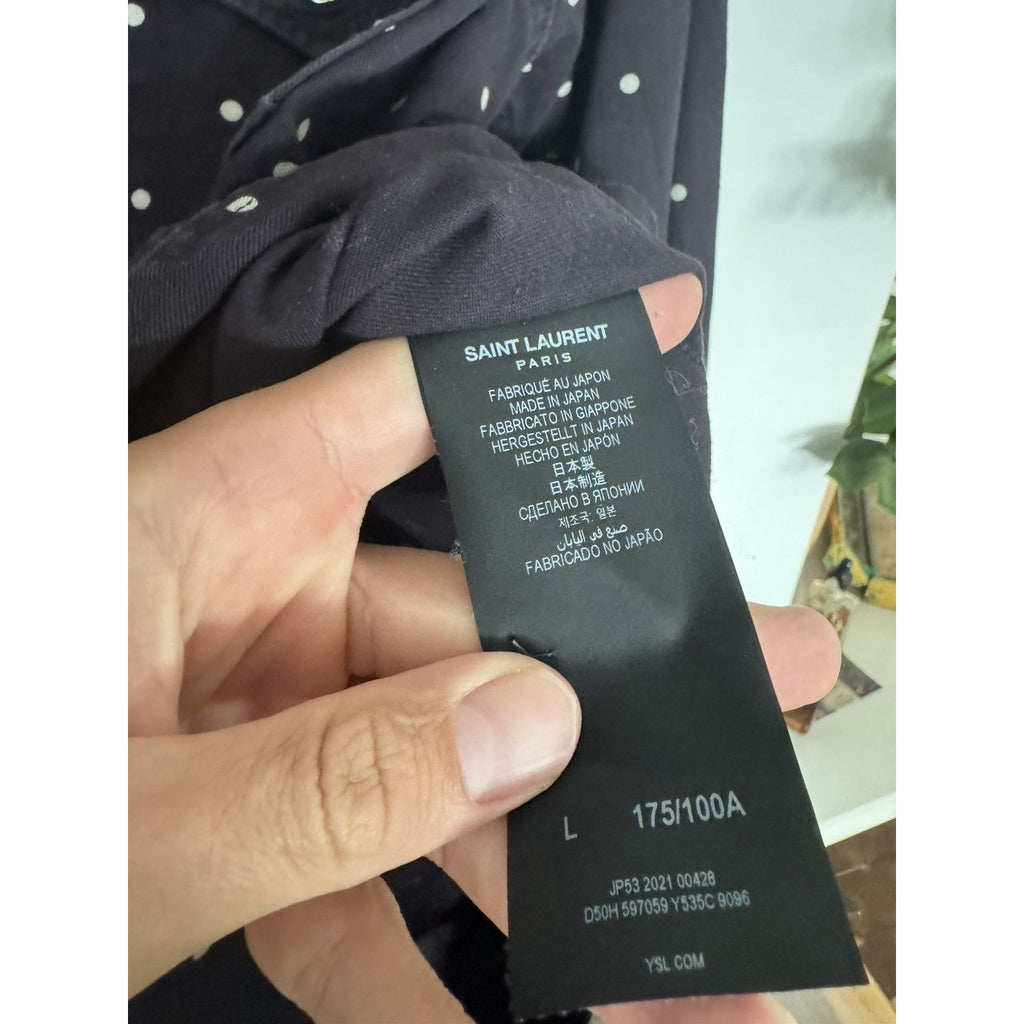 SAINT LAURENT
PARIS
FABRIQUÉ AU JAPON
MADE IN JAPAN
FABBRICATO IN GIAPPONE
HERGESTELLT IN JAPAN
HECHO EN JAPÒN
日本製
日本制造
СДЕЛАНО В ЯПОНИИ
제조국: 일본
صنع في اليابان
FABRICADO NO JAPÃO
L 175/100A
JP53 2021 00428
D50H 597059 Y535C 9096
YSL.COM